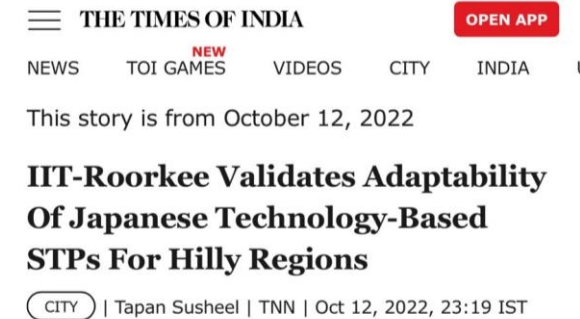 THE TIMES OF INDIA
OPEN APP
NEW
NEWS TOI GAMES VIDEOS CITY INDIA
This story is from October 12, 2022
IIT-Roorkee Validates Adaptability
Of Japanese Technology-Based
STPs For Hilly Regions
CITY | Tapan Susheel | TNN | Oct 12, 2022, 23:19 IST